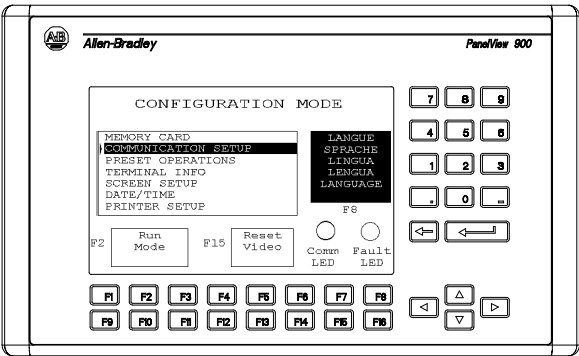 AB Allen-Bradley PanelView 900
CONFIGURATION MODE
MEMORY CARD
COMMUNICATION SETUP
PRESET OPERATIONS
TERMINAL INFO
SCREEN SETUP
DATE/TIME
PRINTER SETUP
LANGUE
SPRACHE
LINGUA
LENGUA
LANGUAGE
F8
F2 Run Mode
F15 Reset Video
Comm LED
Fault LED
7 8 9
4 5 6
1 2 3
. 0 -
F1 F2 F3 F4 F5 F6 F7 F8
F9 F10 F11 F12 F13 F14 F15 F16